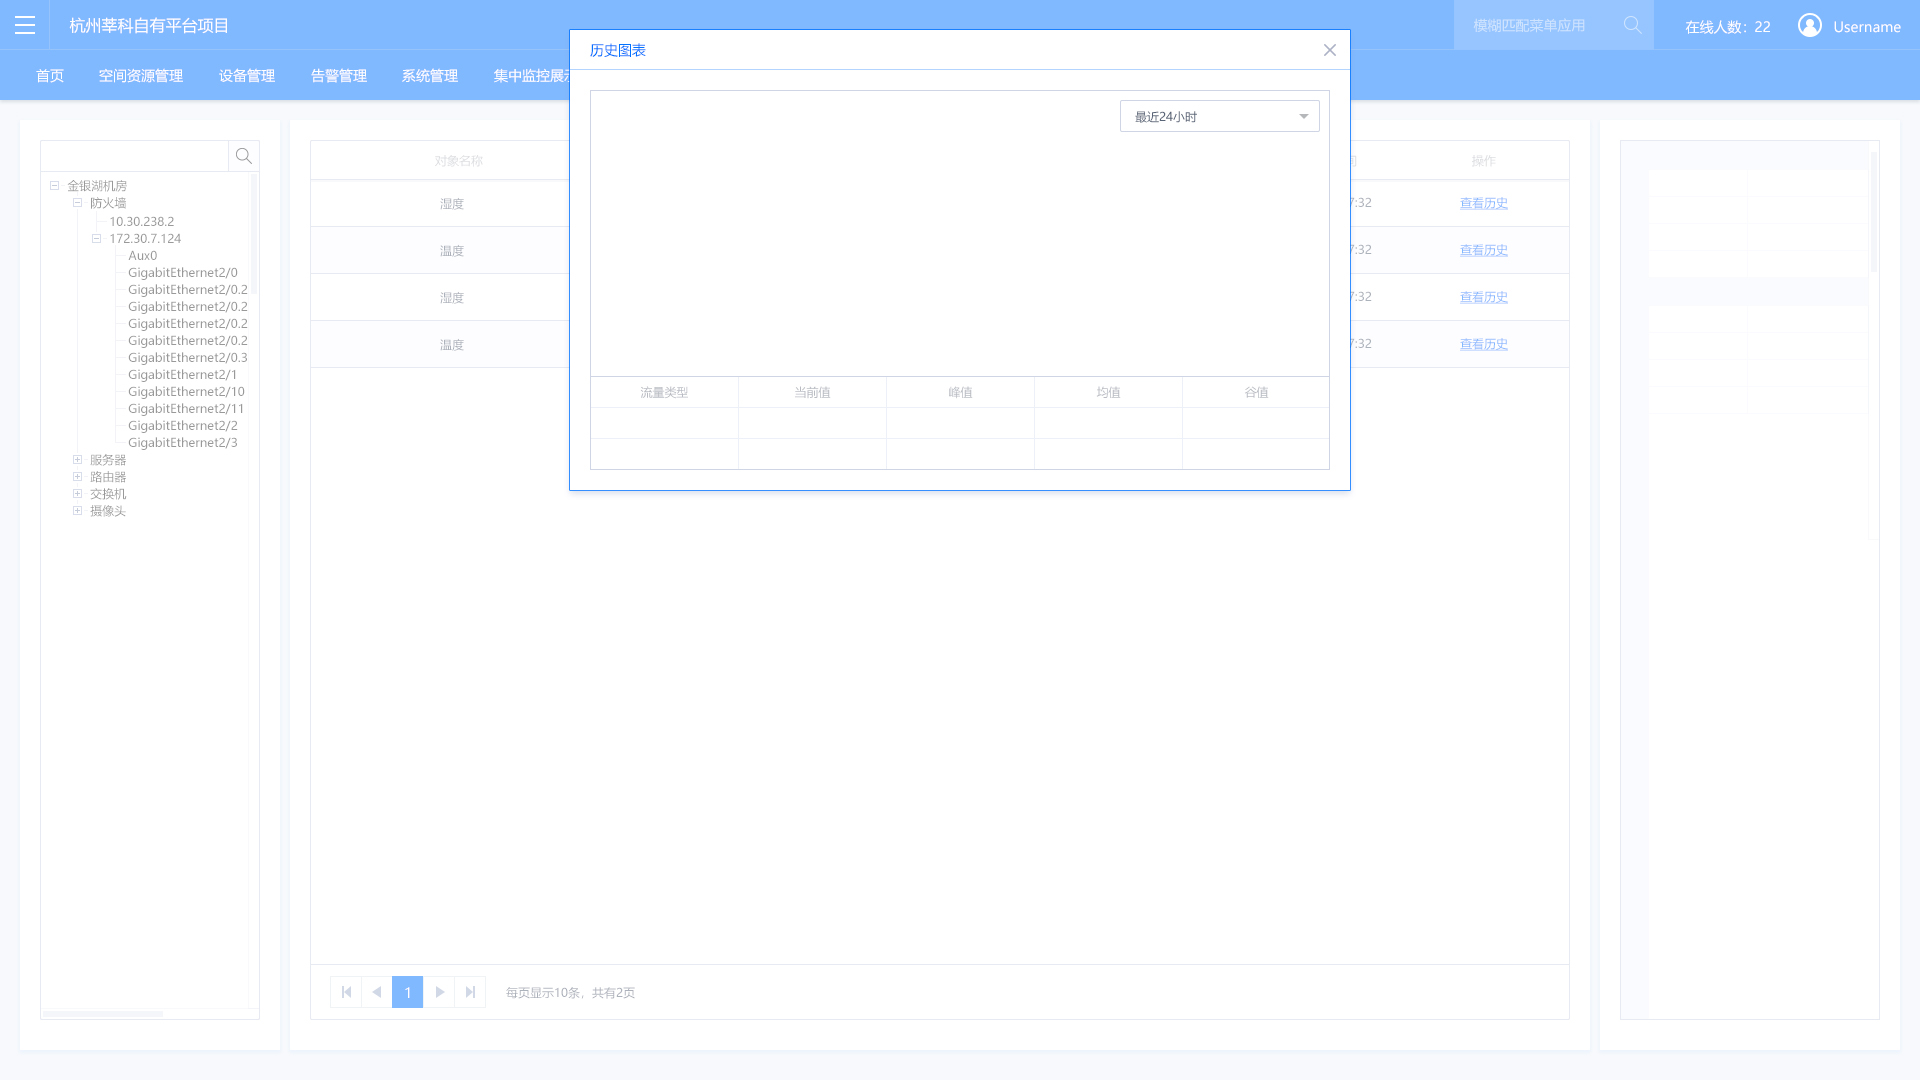 杭州莘科自有平台项目
模糊匹配菜单应用
在线人数：22
Username
首页 空间资源管理 设备管理 告警管理 系统管理 集中监控展
历史图表
最近24小时
流量类型 当前值 峰值 均值 谷值
金银湖机房
防火墙
10.30.238.2
172.30.7.124
Aux0
GigabitEthernet2/0
GigabitEthernet2/0.2
GigabitEthernet2/0.2
GigabitEthernet2/0.2
GigabitEthernet2/0.2
GigabitEthernet2/0.3
GigabitEthernet2/1
GigabitEthernet2/10
GigabitEthernet2/11
GigabitEthernet2/2
GigabitEthernet2/3
服务器
路由器
交换机
摄像头
对象名称 操作
湿度 7:32 查看历史
温度 7:32 查看历史
湿度 7:32 查看历史
温度 7:32 查看历史
1
每页显示10条，共有2页